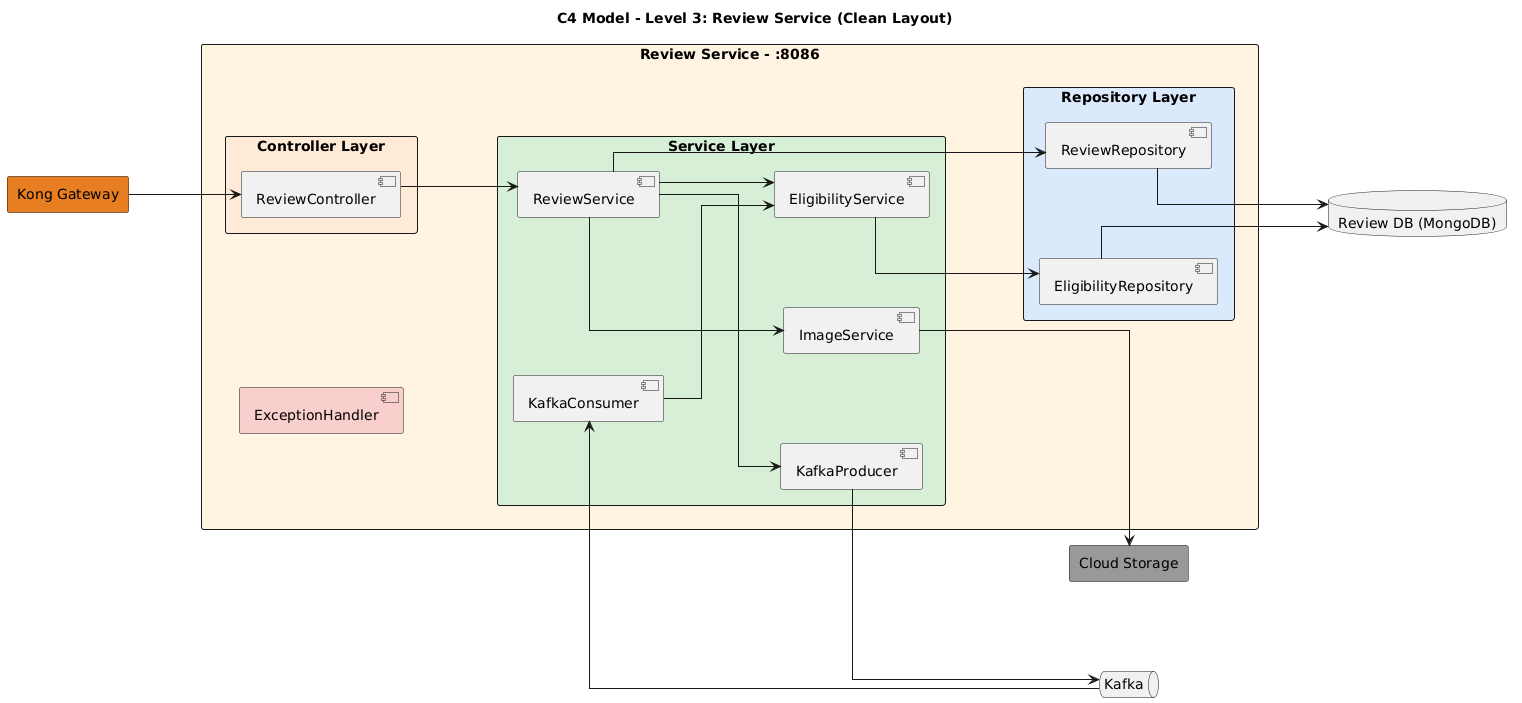 C4 Model - Level 3: Review Service (Clean Layout)
Review Service - :8086
Repository Layer
ReviewRepository
Controller Layer
Service Layer
Kong Gateway
ReviewController
ReviewService
EligibilityService
Review DB (MongoDB)
EligibilityRepository
ImageService
ExceptionHandler
KafkaConsumer
KafkaProducer
Cloud Storage
Kafka